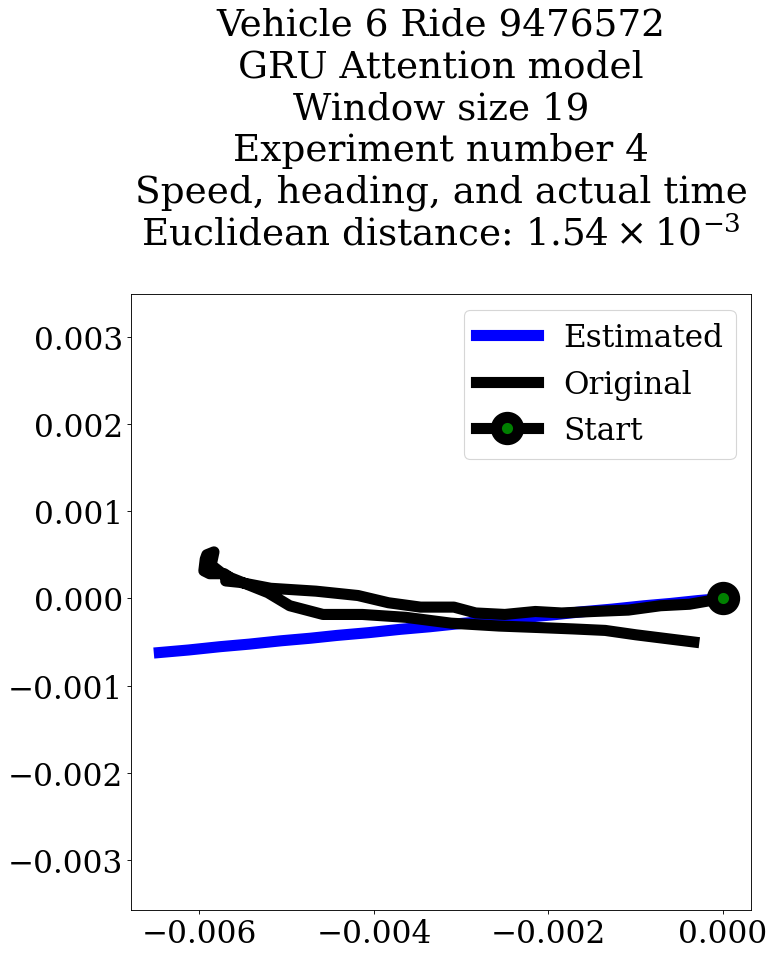 Vehicle 6 Ride 9476572
GRU Attention model
Window size 19
Experiment number 4
Speed, heading, and actual time
Euclidean distance: 1.54 × 10⁻³
Estimated
Original
Start
0.003
0.002
0.001
0.000
−0.001
−0.002
−0.003
−0.006 −0.004 −0.002 0.000